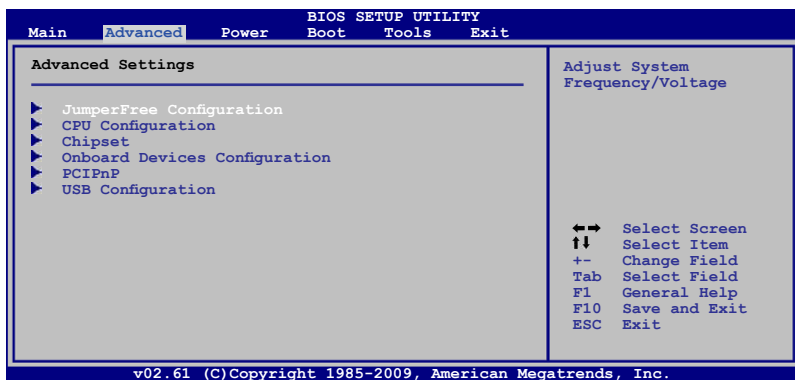 BIOS SETUP UTILITY
Main Advanced Power Boot Tools Exit
Advanced Settings
JumperFree Configuration
CPU Configuration
Chipset
Onboard Devices Configuration
PCIPnP
USB Configuration
Adjust System
Frequency/Voltage
←→ Select Screen
↑↓ Select Item
+- Change Field
Tab Select Field
F1 General Help
F10 Save and Exit
ESC Exit
v02.61 (C)Copyright 1985-2009, American Megatrends, Inc.